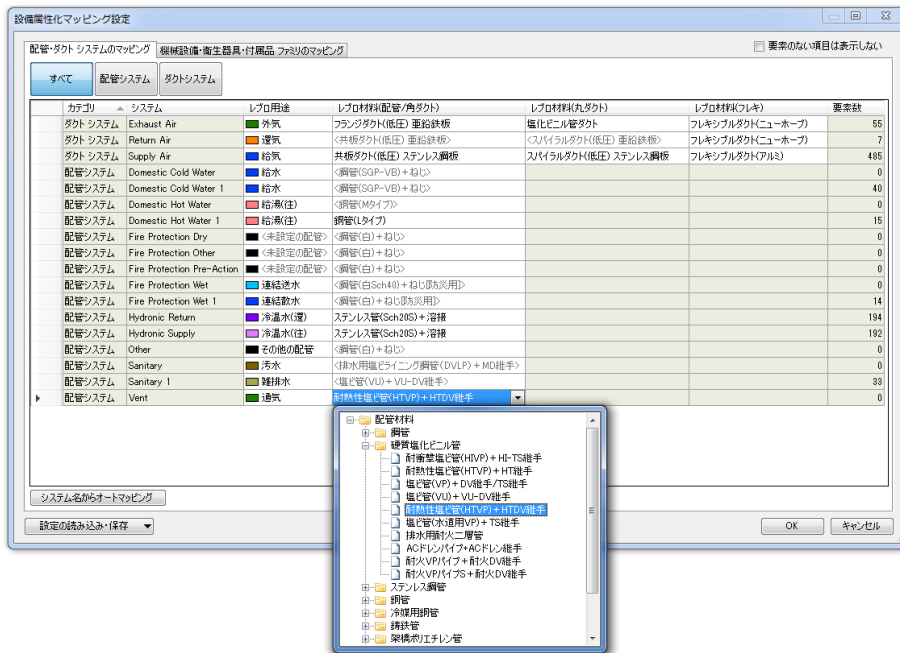 設備属性化マッピング設定
配管・ダクト システムのマッピング 機械設備・衛生器具・付属品 ファミリのマッピング 要素のない項目は表示しない
すべて 配管システム ダクトシステム
カテゴリ システム レブロ用途 レブロ材料(配管/角ダクト) レブロ材料(丸ダクト) レブロ材料(フレキ) 要素数
ダクト システム Exhaust Air 外気 フランジダクト(低圧) 亜鉛鉄板 塩化ビニル管ダクト フレキシブルダクト(ニューホープ) 55
ダクト システム Return Air 還気 <共板ダクト(低圧) 亜鉛鉄板> <スパイラルダクト(低圧) 亜鉛鉄板> フレキシブルダクト(ニューホープ) 7
ダクト システム Supply Air 給気 共板ダクト(低圧) ステンレス鋼板 スパイラルダクト(低圧) ステンレス鋼板 フレキシブルダクト(アルミ) 485
配管システム Domestic Cold Water 給水 <鋼管(SGP-VB)+ねじ> 0
配管システム Domestic Cold Water 1 給水 <鋼管(SGP-VB)+ねじ> 40
配管システム Domestic Hot Water 給湯(往) <銅管(Mタイプ)> 0
配管システム Domestic Hot Water 1 給湯(往) 銅管(Lタイプ) 15
配管システム Fire Protection Dry <未設定の配管> <鋼管(白)+ねじ> 0
配管システム Fire Protection Other <未設定の配管> <鋼管(白)+ねじ> 0
配管システム Fire Protection Pre-Action <未設定の配管> <鋼管(白)+ねじ> 0
配管システム Fire Protection Wet 連結送水 <鋼管(白Sch40)+ねじ[防災用]> 0
配管システム Fire Protection Wet 1 連結散水 <鋼管(白)+ねじ[防災用]> 14
配管システム Hydronic Return 冷温水(還) ステンレス管(Sch20S)+溶接 194
配管システム Hydronic Supply 冷温水(往) ステンレス管(Sch20S)+溶接 192
配管システム Other その他の配管 <鋼管(白)+ねじ> 0
配管システム Sanitary 汚水 <排水用塩ビライニング鋼管(DVLP)+MD継手> 0
配管システム Sanitary 1 雑排水 <塩ビ管(VU)+VU-DV継手> 33
配管システム Vent 通気 耐熱性塩ビ管(HTVP)+HTDV継手 0
配管材料
鋼管
硬質塩化ビニル管
耐衝撃塩ビ管(HIVP)+HI-TS継手
耐熱性塩ビ管(HTVP)+HT継手
塩ビ管(VP)+DV継手/TS継手
塩ビ管(VU)+VU-DV継手
耐熱性塩ビ管(HTVP)+HTDV継手
塩ビ管(水道用VP)+TS継手
排水用耐火二層管
ACドレンパイプ+ACドレン継手
耐火VPパイプ+耐火DV継手
耐火VPパイプS+耐火DV継手
ステンレス鋼管
銅管
冷媒用銅管
鋳鉄管
架橋ポリエチレン管
システム名からオートマッピング
設定の読み込み・保存 OK キャンセル